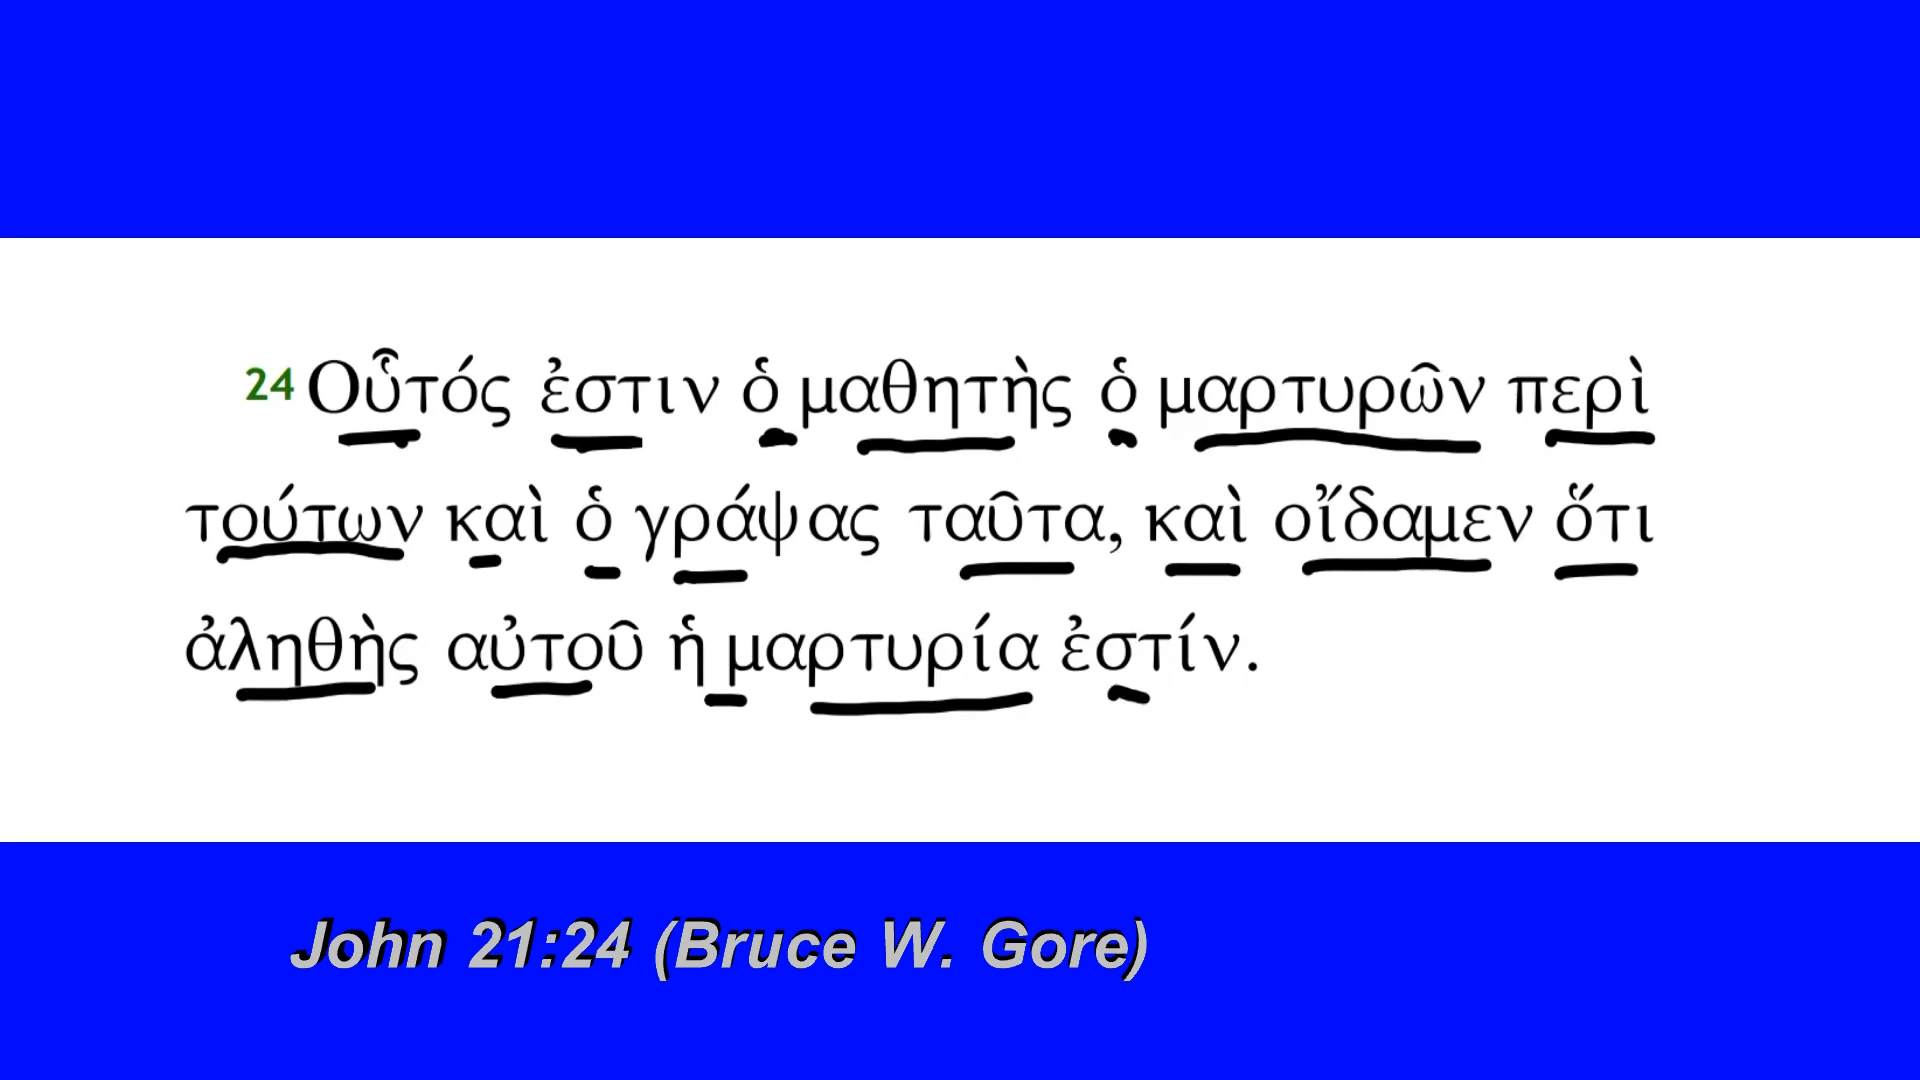 24 Οὗτός ἐστιν ὁ μαθητὴς ὁ μαρτυρῶν περὶ
τούτων καὶ ὁ γράψας ταῦτα, καὶ οἴδαμεν ὅτι
ἀληθὴς αὐτοῦ ἡ μαρτυρία ἐστίν.
John 21:24 (Bruce W. Gore)